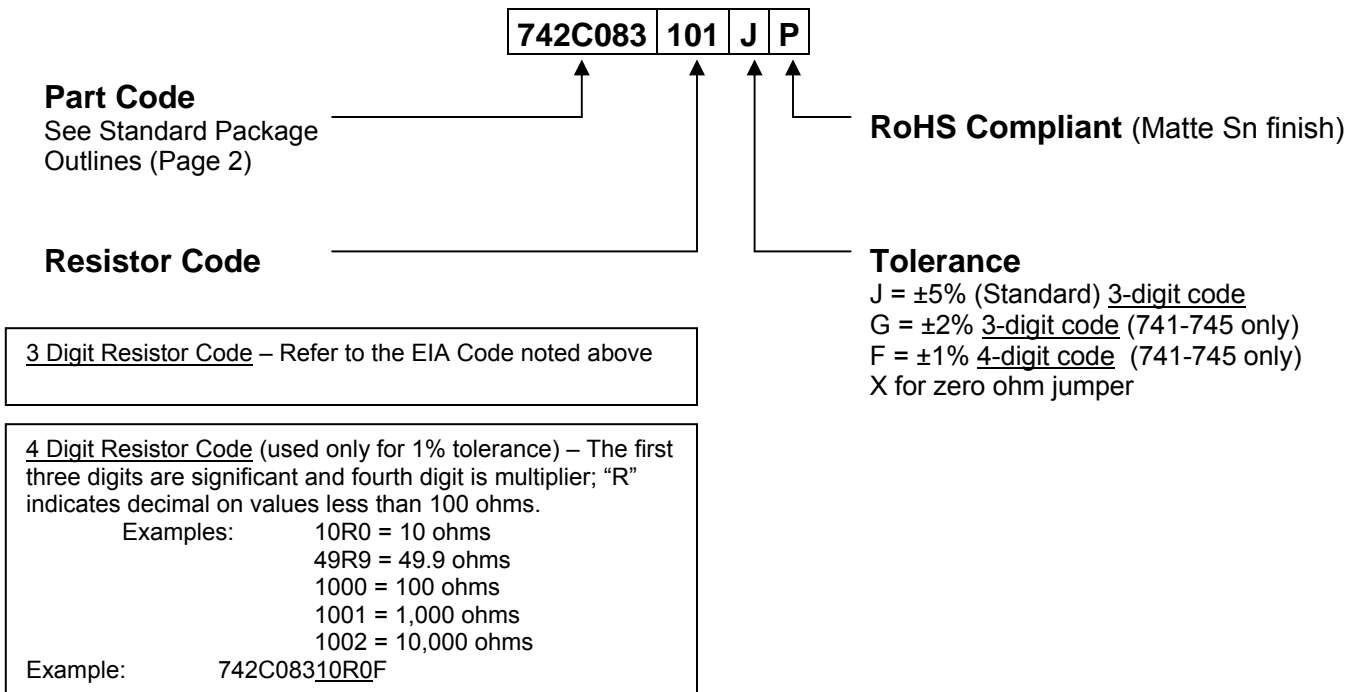 742C083 101 J P
Part Code
See Standard Package
Outlines (Page 2)
RoHS Compliant (Matte Sn finish)
Resistor Code
Tolerance
J = ±5% (Standard) 3-digit code
G = ±2% 3-digit code (741-745 only)
F = ±1% 4-digit code (741-745 only)
X for zero ohm jumper
3 Digit Resistor Code – Refer to the EIA Code noted above
4 Digit Resistor Code (used only for 1% tolerance) – The first
three digits are significant and fourth digit is multiplier; “R”
indicates decimal on values less than 100 ohms.
Examples: 10R0 = 10 ohms
49R9 = 49.9 ohms
1000 = 100 ohms
1001 = 1,000 ohms
1002 = 10,000 ohms
Example: 742C08310R0F